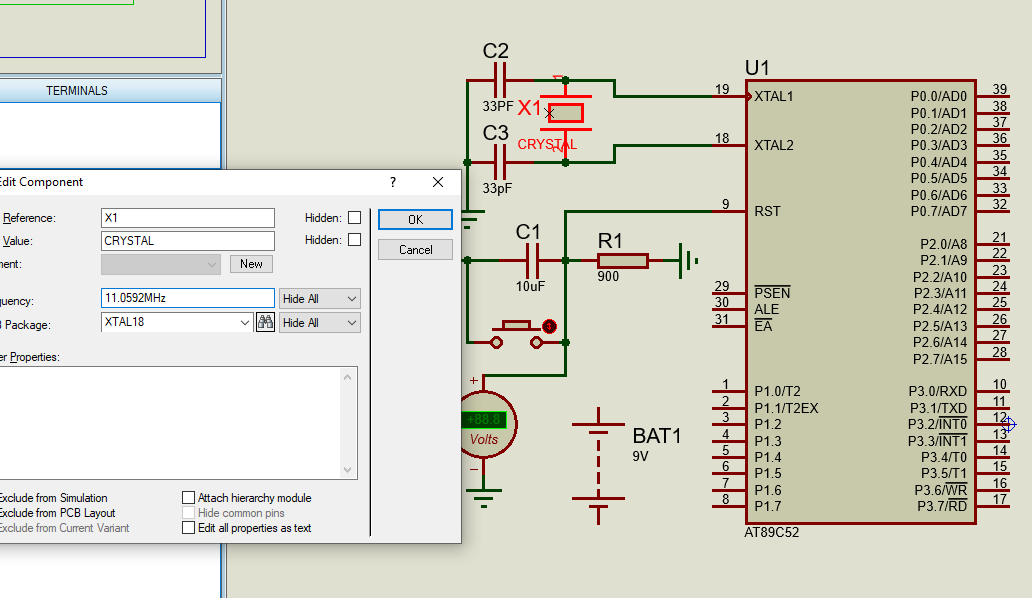 TERMINALS
Edit Component
?
Reference:
X1
Hidden:
OK
Value:
CRYSTAL
Hidden:
Cancel
ment:
New
quency:
11.0592MHz
Hide All
B Package:
XTAL18
Hide All
er Properties:
Exclude from Simulation
Attach hierarchy module
Exclude from PCB Layout
Hide common pins
Exclude from Current Variant
Edit all properties as text
C2
33PF
X1
CRYSTAL
C3
33pF
C1
10uF
R1
900
+
+88.8
Volts
−
BAT1
9V
U1
19 XTAL1
18 XTAL2
9 RST
29 PSEN
30 ALE
31 EA
1 P1.0/T2
2 P1.1/T2EX
3 P1.2
4 P1.3
5 P1.4
6 P1.5
7 P1.6
8 P1.7
P0.0/AD0 39
P0.1/AD1 38
P0.2/AD2 37
P0.3/AD3 36
P0.4/AD4 35
P0.5/AD5 34
P0.6/AD6 33
P0.7/AD7 32
P2.0/A8 21
P2.1/A9 22
P2.2/A10 23
P2.3/A11 24
P2.4/A12 25
P2.5/A13 26
P2.6/A14 27
P2.7/A15 28
P3.0/RXD 10
P3.1/TXD 11
P3.2/INT0 12
P3.3/INT1 13
P3.4/T0 14
P3.5/T1 15
P3.6/WR 16
P3.7/RD 17
AT89C52